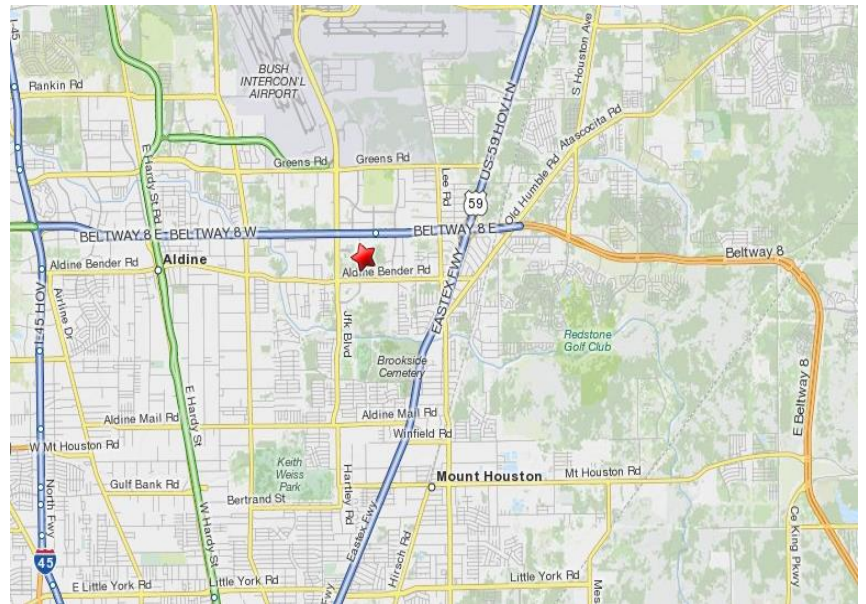 I-45
Rankin Rd
BUSH
INTERCON'L
AIRPORT
US-59 HOV LN
S Houston Ave
Atascocita Rd
E Hardy St Rd
Greens Rd
Greens Rd
Lee Rd
59
Old Humble Rd
BELTWAY 8 E-BELTWAY 8 W
BELTWAY 8 E
Beltway 8
Aldine Bender Rd
Aldine
Aldine Bender Rd
I-45 HOV
Airline Dr
Jfk Blvd
EASTEX FWY
Redstone
Golf Club
Brookside
Cemetery
E Hardy St
E Beltway 8
Aldine Mail Rd
Aldine Mail Rd
Winfield Rd
W Mt Houston Rd
Keith
Weiss
Park
Mount Houston
Mt Houston Rd
Gulf Bank Rd
Hartley Rd
Bertrand St
North Fwy
W Hardy St
Eastex Fwy
Hirsch Rd
Ce King Pkwy
45
E Little York Rd
Little York Rd
Little York Rd
Fwy
Mes